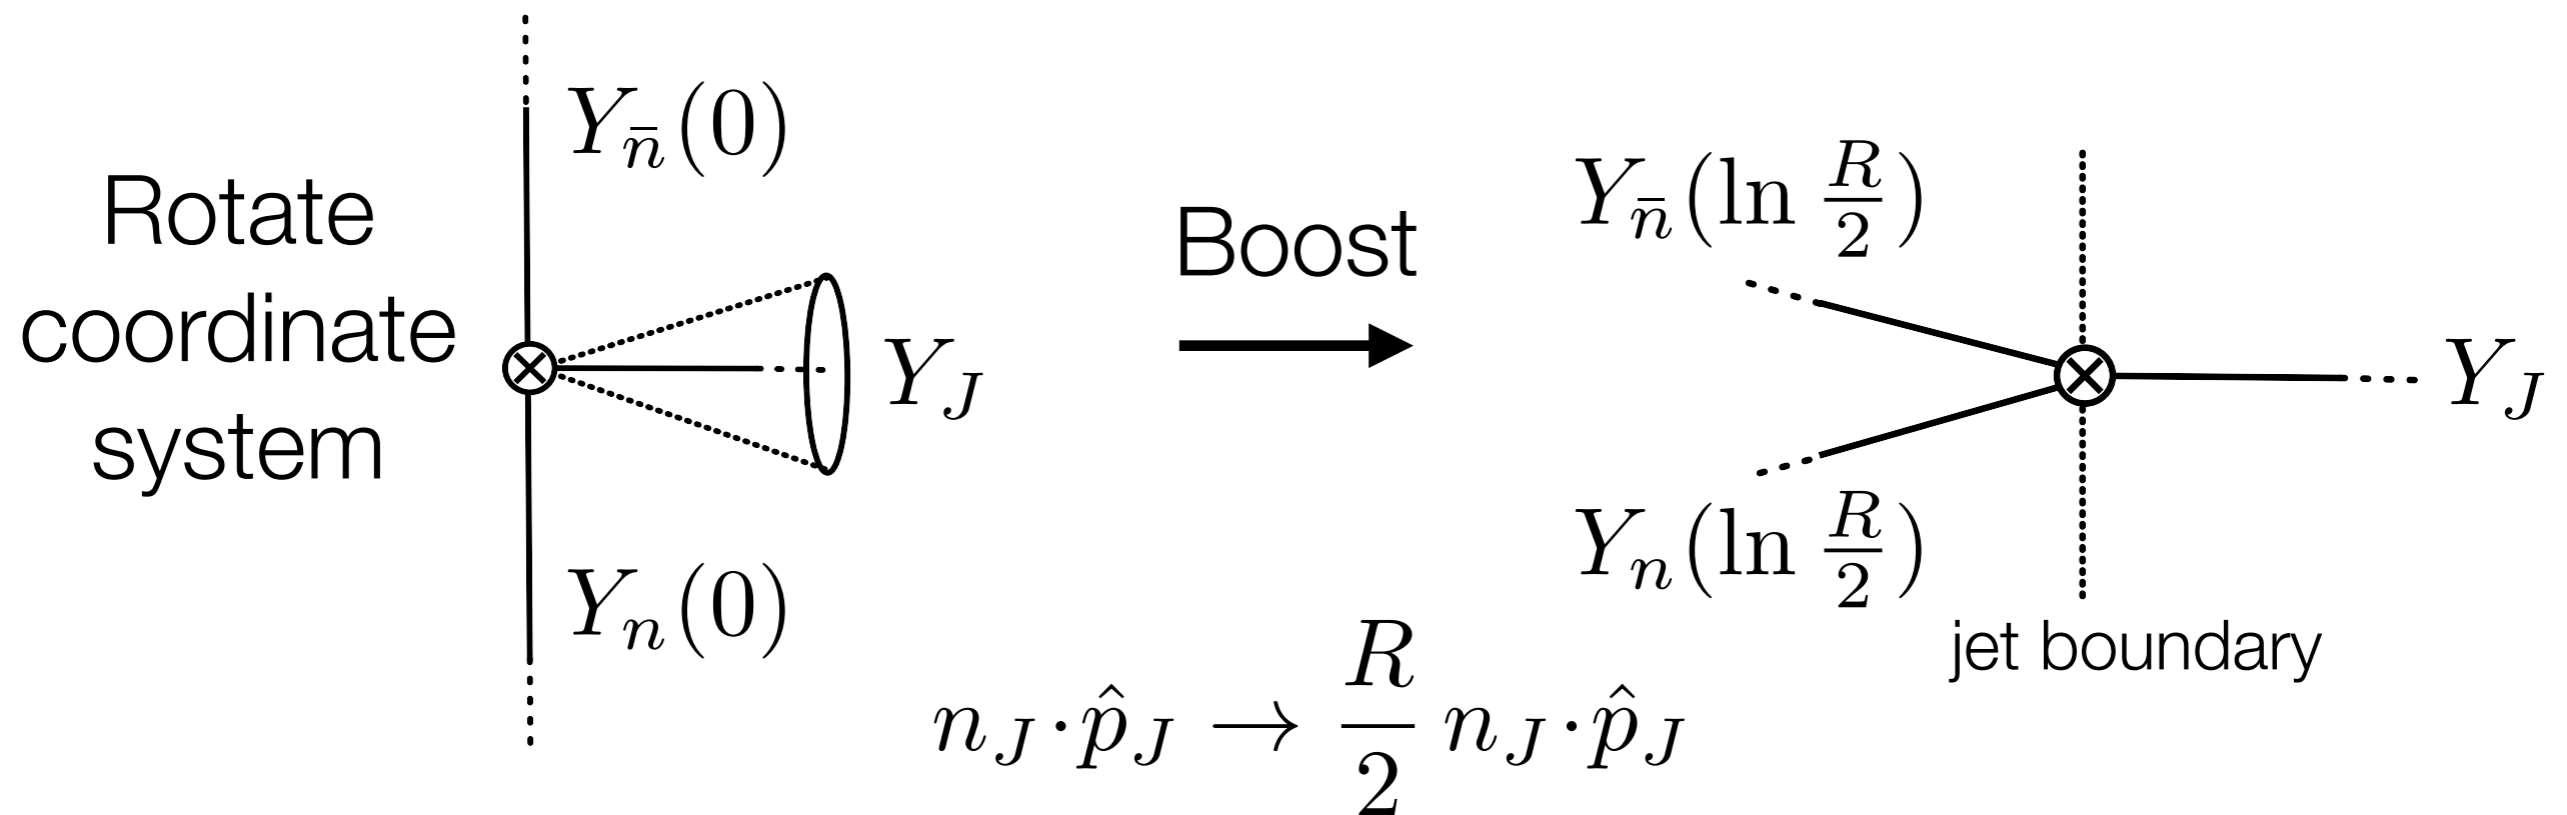 Rotate
coordinate
system
Y_{\bar{n}}(0)
Y_J
Y_n(0)
Boost
Y_{\bar{n}}(\ln \frac{R}{2})
Y_J
Y_n(\ln \frac{R}{2})
jet boundary
n_J \cdot \hat{p}_J \rightarrow \frac{R}{2} n_J \cdot \hat{p}_J